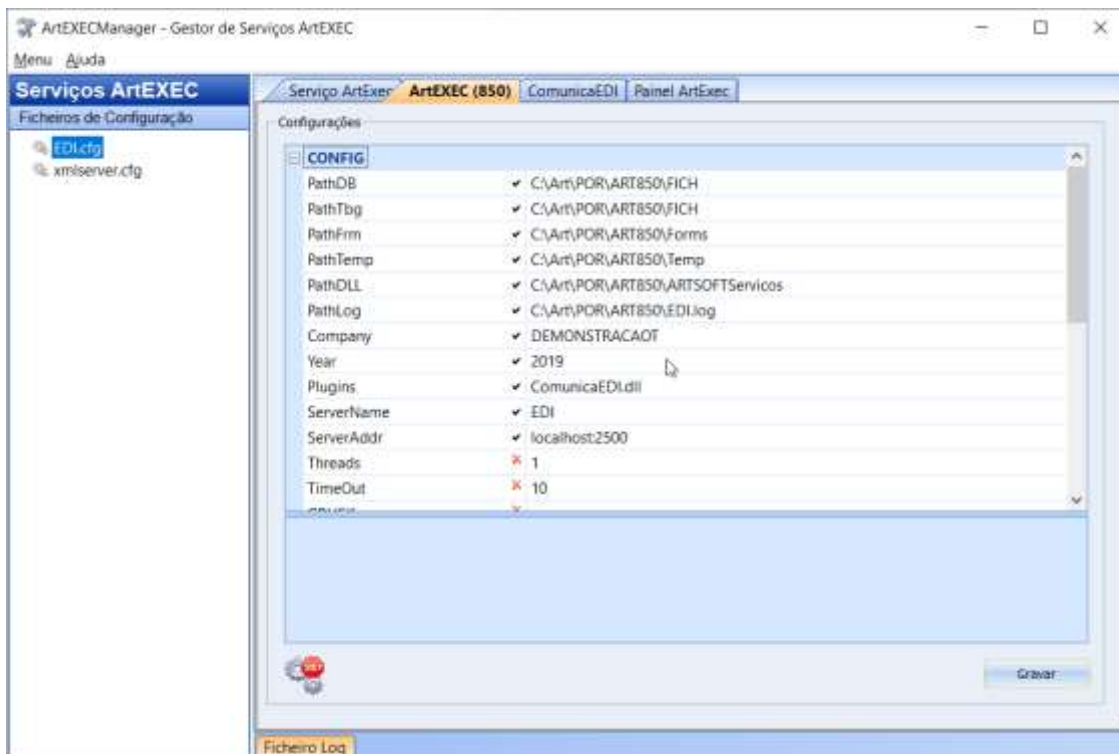 ArtEXECManager - Gestor de Serviços ArtEXEC
Menu Ajuda
Serviços ArtEXEC
Ficheiros de Configuração
EDI.cfg
xmlserver.cfg
Serviço ArtExec ArtEXEC (850) ComunicaEDI Painel ArtExec
Configurações
CONFIG
PathDB C:\Art\POR\ART850\FICH
PathTbg C:\Art\POR\ART850\FICH
PathFrm C:\Art\POR\ART850\Forms
PathTemp C:\Art\POR\ART850\Temp
PathDLL C:\Art\POR\ART850\ARTSOFTServicos
PathLog C:\Art\POR\ART850\EDI.log
Company DEMONSTRACAOT
Year 2019
Plugins ComunicaEDI.dll
ServerName EDI
ServerAddr localhost:2500
Threads 1
TimeOut 10
Gravar
Ficheiro Log